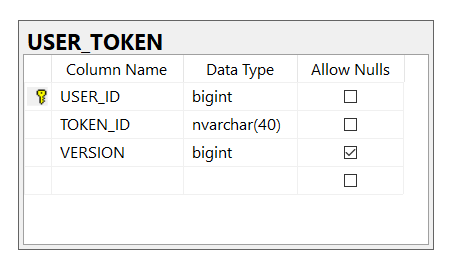 USER_TOKEN
Column Name Data Type Allow Nulls
USER_ID bigint
TOKEN_ID nvarchar(40)
VERSION bigint